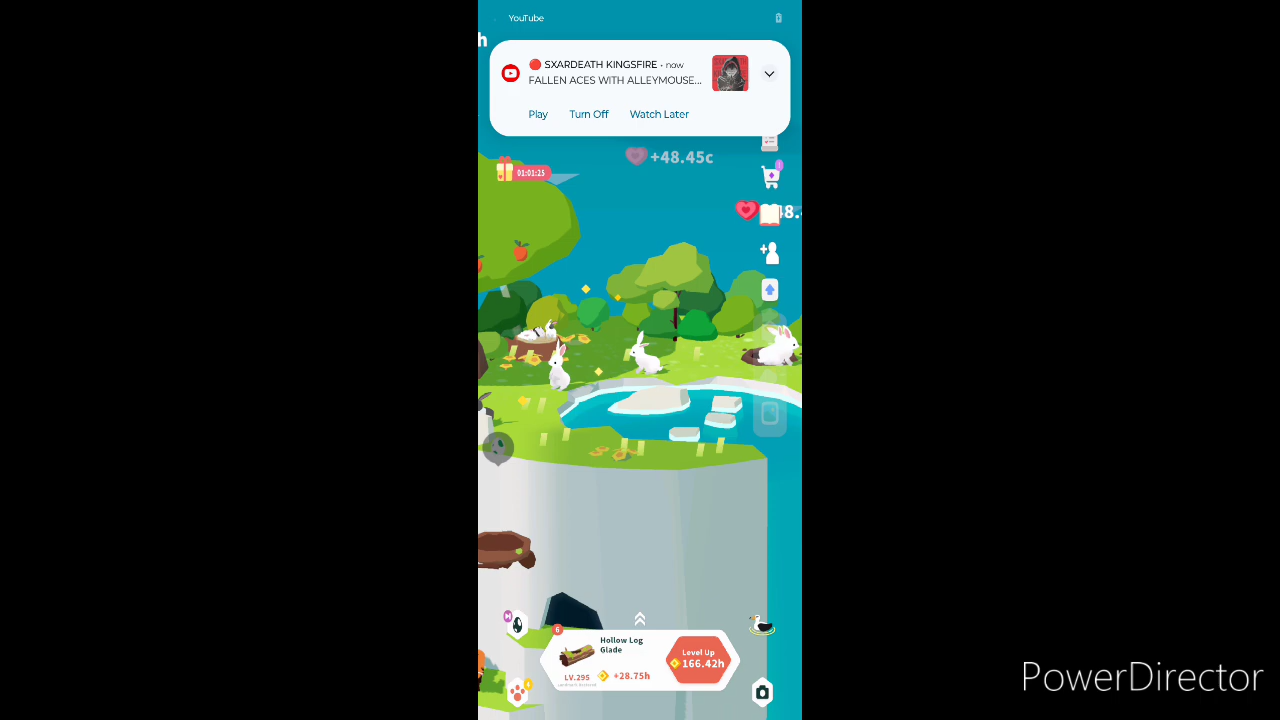 YouTube
h
SXARDEATH KINGSFIRE • now
FALLEN ACES WITH ALLEYMOUSE...
Play Turn Off Watch Later
+48.45c
01:01:25
Hollow Log
Glade
6
M
Level Up
166.42h
LV.295
+28.75h
PowerDirector